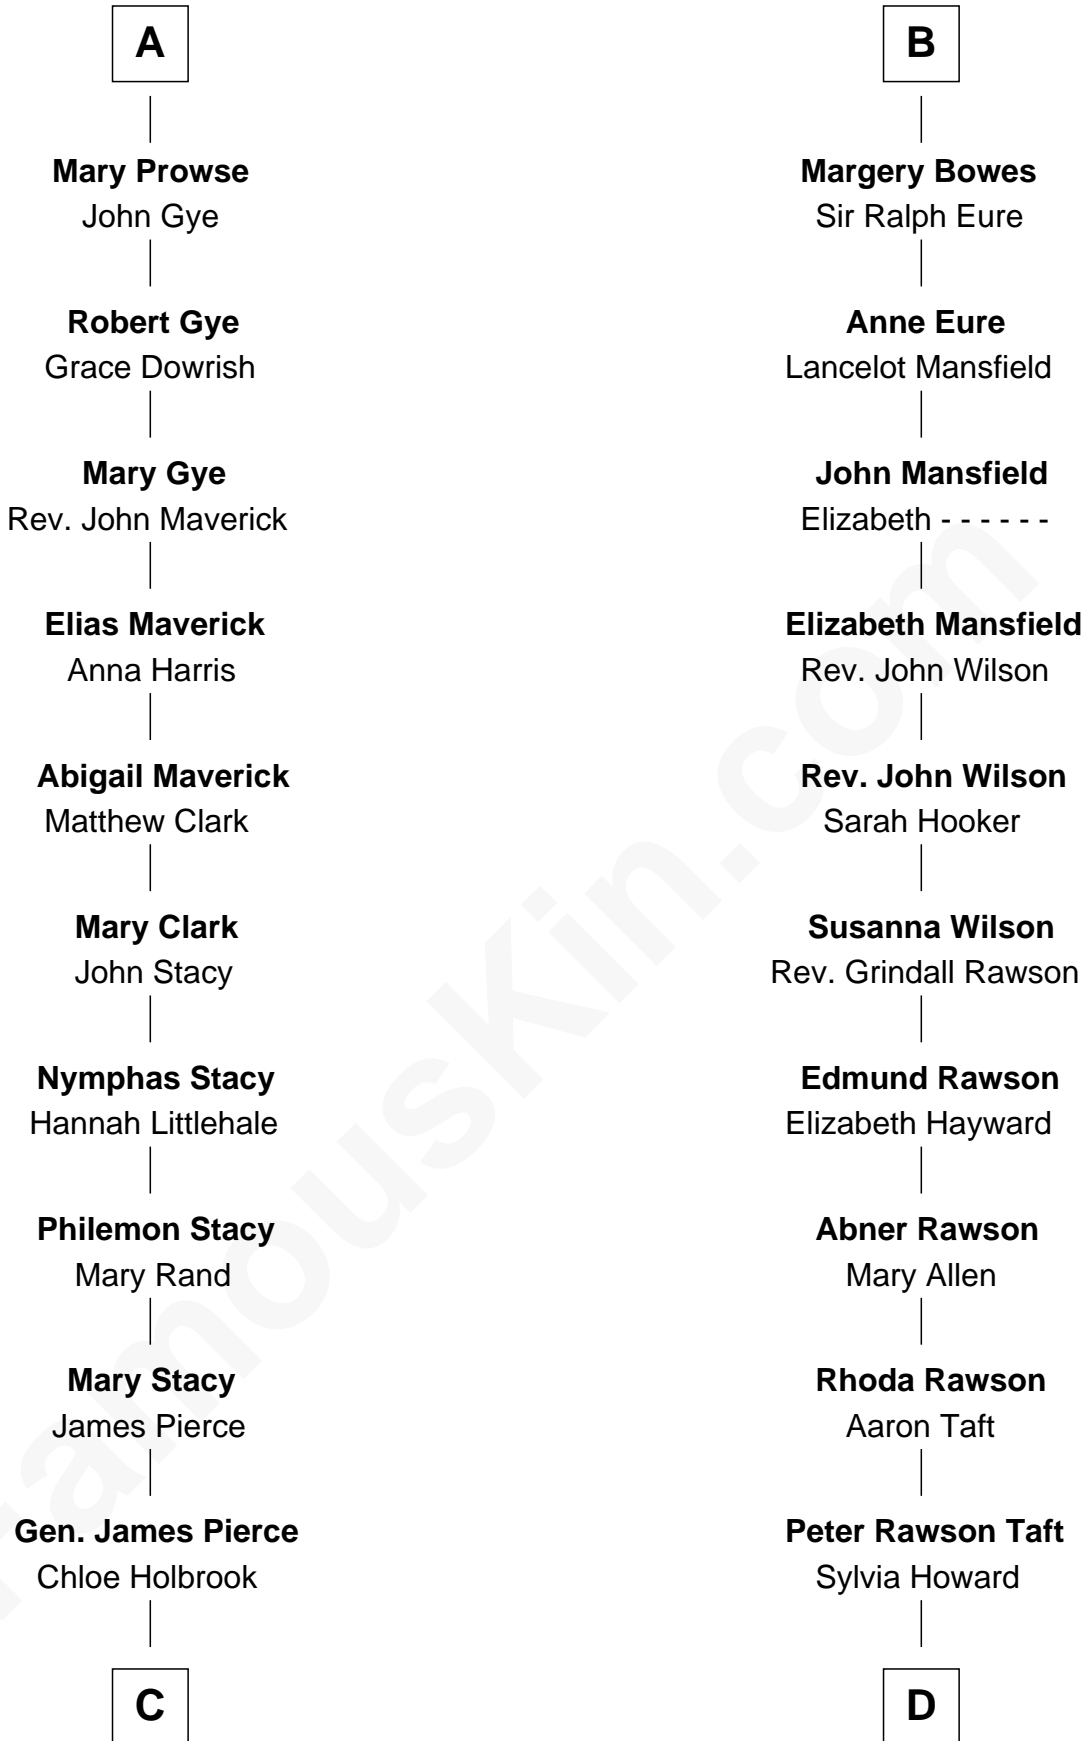 A
Mary Prowse
John Gye
Robert Gye
Grace Dowrish
Mary Gye
Rev. John Maverick
Elias Maverick
Anna Harris
Abigail Maverick
Matthew Clark
Mary Clark
John Stacy
Nymphas Stacy
Hannah Littlehale
Philemon Stacy
Mary Rand
Mary Stacy
James Pierce
Gen. James Pierce
Chloe Holbrook
C
B
Margery Bowes
Sir Ralph Eure
Anne Eure
Lancelot Mansfield
John Mansfield
Elizabeth - - - - - -
Elizabeth Mansfield
Rev. John Wilson
Rev. John Wilson
Sarah Hooker
Susanna Wilson
Rev. Grindall Rawson
Edmund Rawson
Elizabeth Hayward
Abner Rawson
Mary Allen
Rhoda Rawson
Aaron Taft
Peter Rawson Taft
Sylvia Howard
D
FamousKin.com